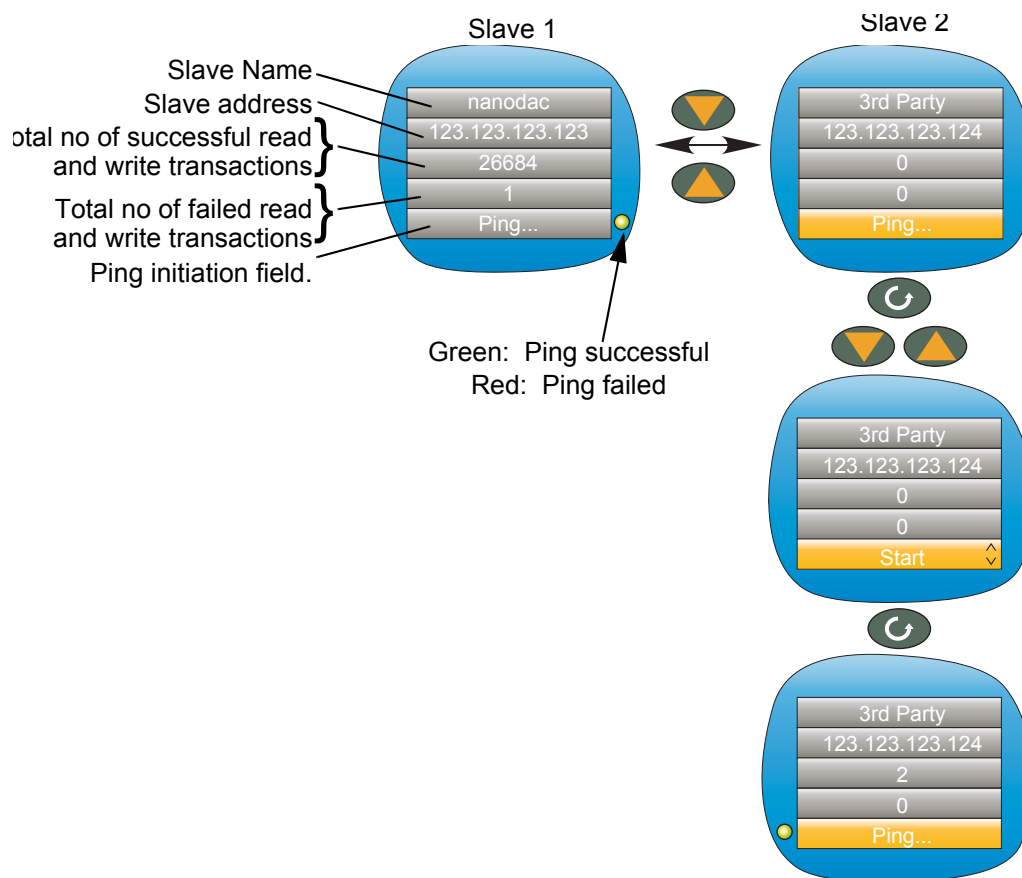 Slave 1
Slave Name
Slave address
otal no of successful read
and write transactions
Total no of failed read
and write transactions
Ping initiation field.
nanodac
123.123.123.123
26684
1
Ping...
Green: Ping successful
Red: Ping failed
Slave 2
3rd Party
123.123.123.124
0
0
Ping...
3rd Party
123.123.123.124
0
0
Start
3rd Party
123.123.123.124
2
0
Ping...